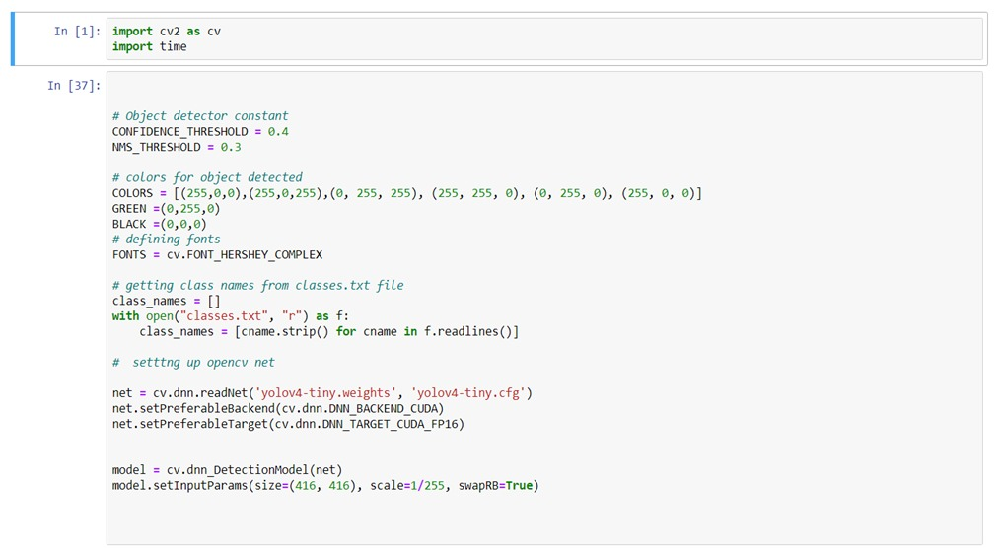 In [1]: import cv2 as cv
import time
In [37]:
# Object detector constant
CONFIDENCE_THRESHOLD = 0.4
NMS_THRESHOLD = 0.3
# colors for object detected
COLORS = [(255,0,0),(255,0,255),(0, 255, 255), (255, 255, 0), (0, 255, 0), (255, 0, 0)]
GREEN =(0,255,0)
BLACK =(0,0,0)
# defining fonts
FONTS = cv.FONT_HERSHEY_COMPLEX
# getting class names from classes.txt file
class_names = []
with open("classes.txt", "r") as f:
    class_names = [cname.strip() for cname in f.readlines()]
#  setttng up opencv net
net = cv.dnn.readNet('yolov4-tiny.weights', 'yolov4-tiny.cfg')
net.setPreferableBackend(cv.dnn.DNN_BACKEND_CUDA)
net.setPreferableTarget(cv.dnn.DNN_TARGET_CUDA_FP16)
model = cv.dnn_DetectionModel(net)
model.setInputParams(size=(416, 416), scale=1/255, swapRB=True)